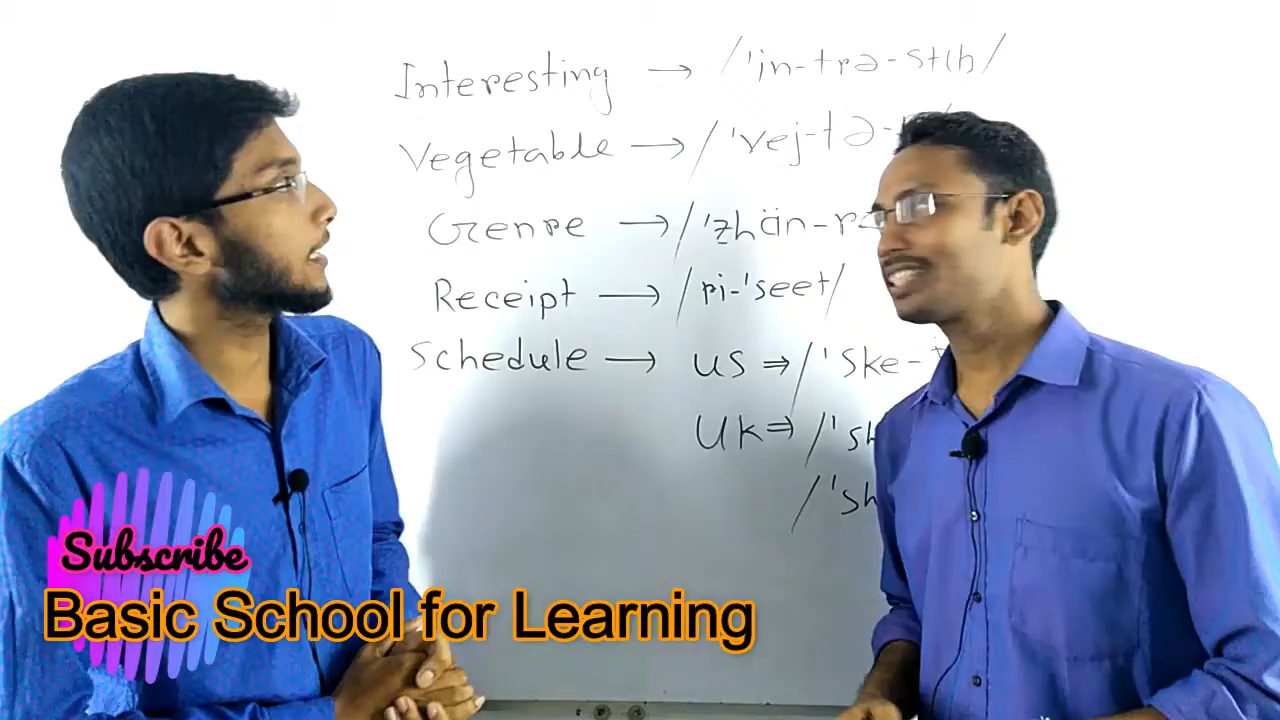 Interesting → /'in-trə-stiŋ/
Vegetable → /'vej-tə-
Genre → /'zhän-rə
Receipt → /ri-'seet/
Schedule → US ⇒ /'ske-
UK ⇒ /'sh
/'sh
Subscribe
Basic School for Learning